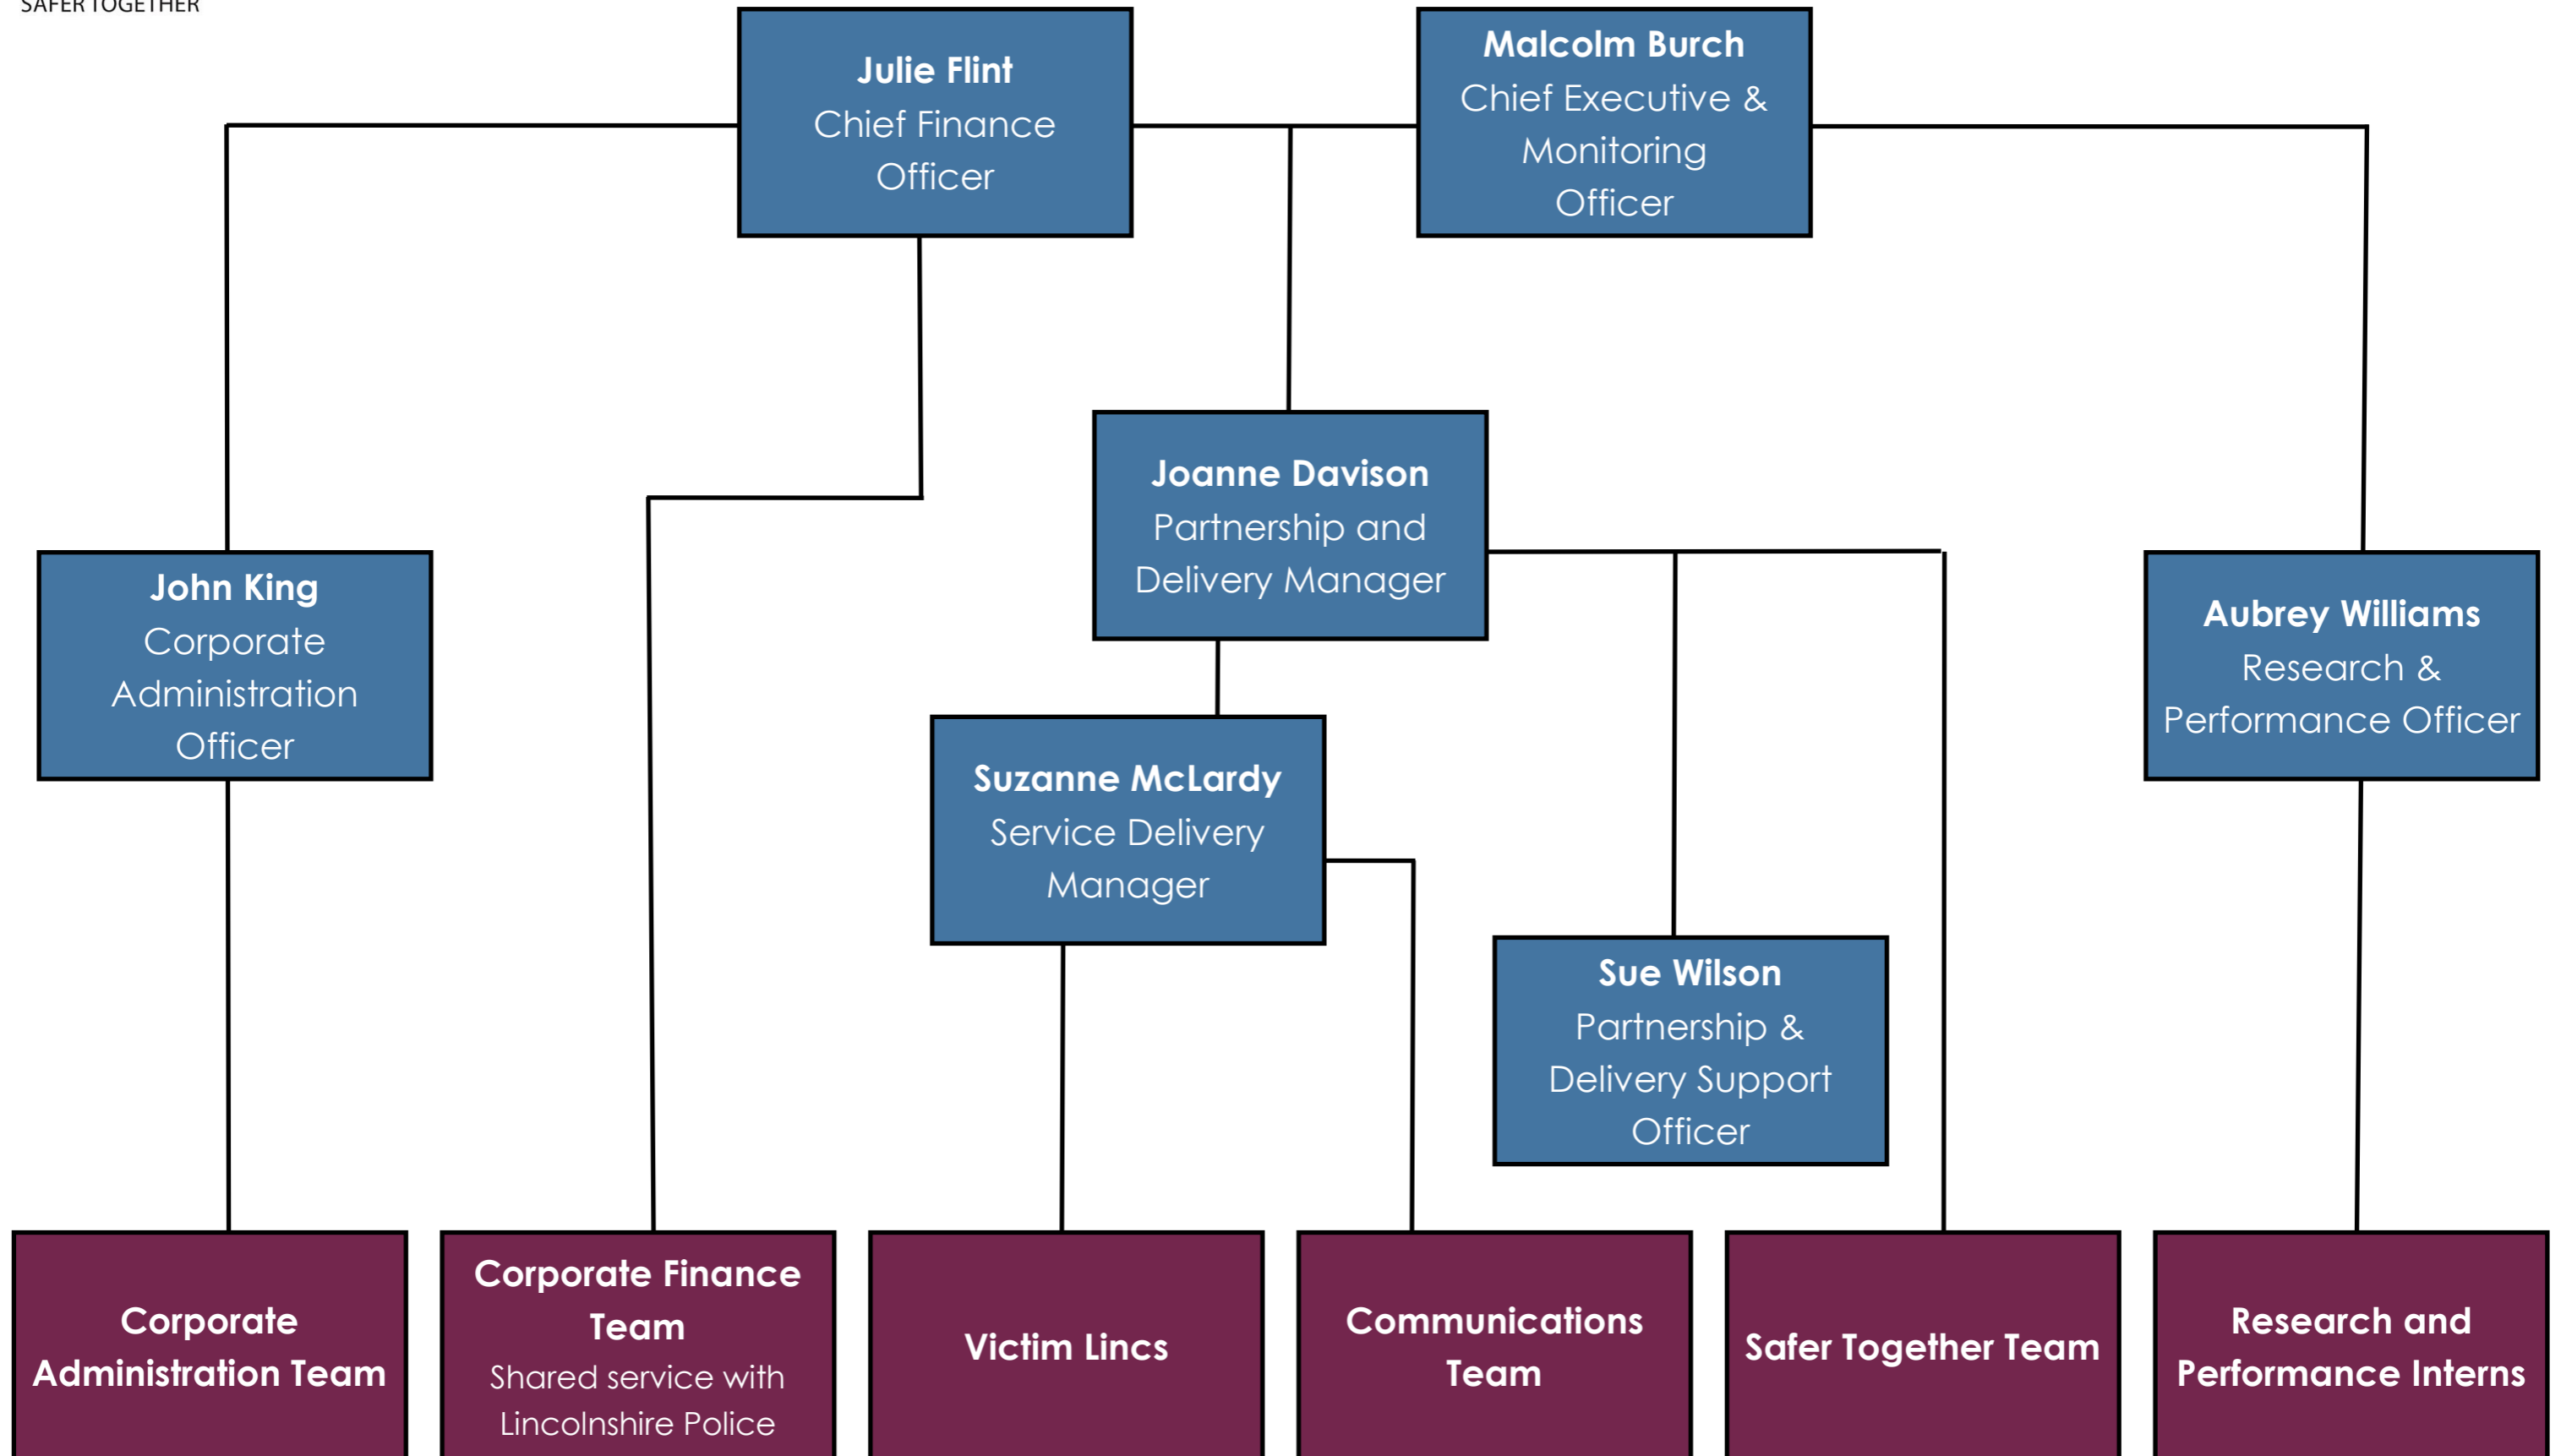 SAFER TOGETHER
Julie Flint
Chief Finance
Officer
Malcolm Burch
Chief Executive &
Monitoring
Officer
Joanne Davison
Partnership and
Delivery Manager
John King
Corporate
Administration
Officer
Aubrey Williams
Research &
Performance Officer
Suzanne McLardy
Service Delivery
Manager
Sue Wilson
Partnership &
Delivery Support
Officer
Corporate
Administration Team
Corporate Finance
Team
Shared service with
Lincolnshire Police
Victim Lincs
Communications
Team
Safer Together Team
Research and
Performance Interns